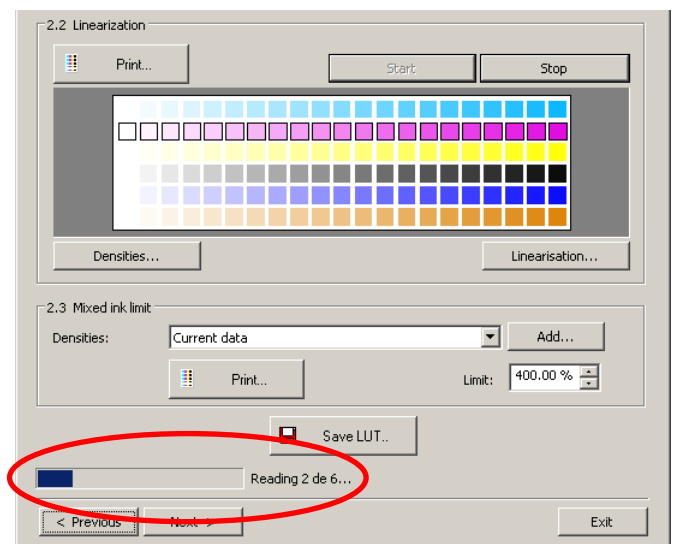 2.2 Linearization
Print... Start Stop
Densities... Linearisation...
2.3 Mixed ink limit
Densities: Current data Add...
Print... Limit: 400.00 %
Save LUT..
Reading 2 de 6...
< Previous Next > Exit